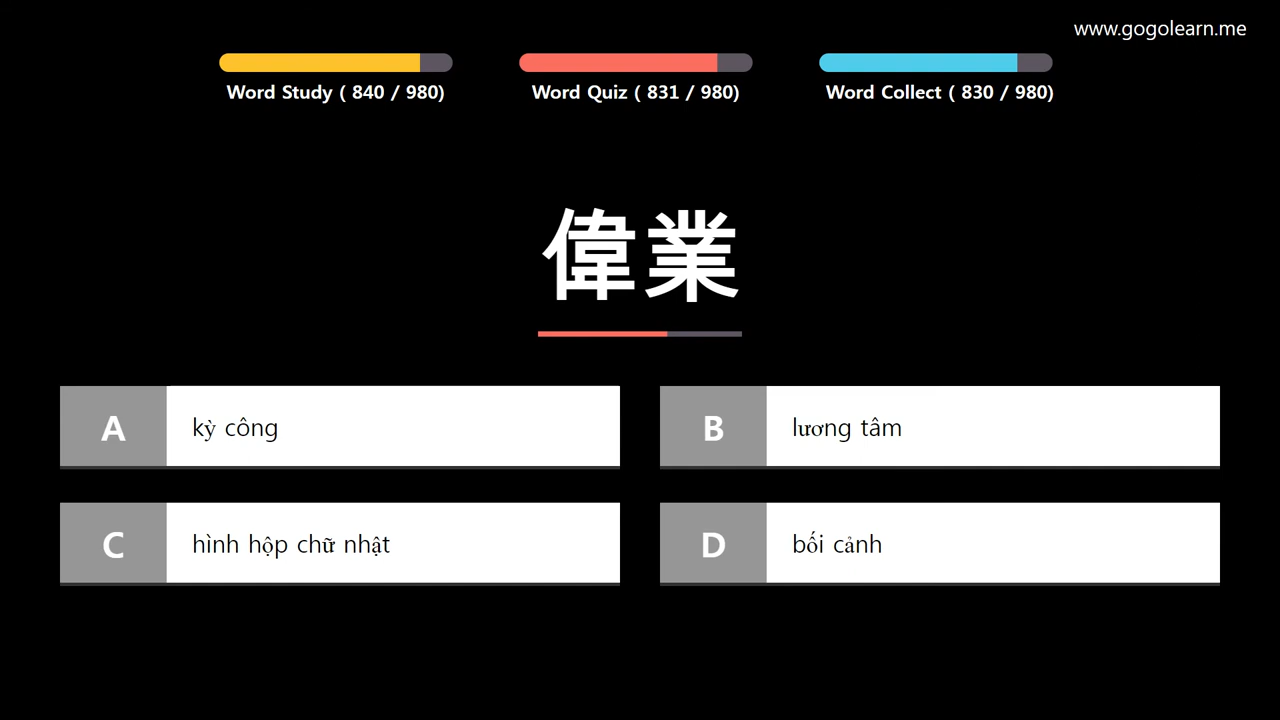 www.gogolearn.me
Word Study ( 840 / 980)
Word Quiz ( 831 / 980)
Word Collect ( 830 / 980)
偉業
A kỳ công
B lương tâm
C hình hộp chữ nhật
D bối cảnh